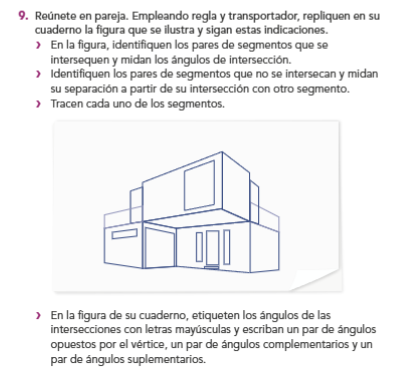 9. Reúnete en pareja. Empleando regla y transportador, repliquen en su
cuaderno la figura que se ilustra y sigan estas indicaciones.
› En la figura, identifiquen los pares de segmentos que se
intersequen y midan los ángulos de intersección.
› Identifiquen los pares de segmentos que no se intersecan y midan
su separación a partir de su intersección con otro segmento.
› Tracen cada uno de los segmentos.
› En la figura de su cuaderno, etiqueten los ángulos de las
intersecciones con letras mayúsculas y escriban un par de ángulos
opuestos por el vértice, un par de ángulos complementarios y un
par de ángulos suplementarios.